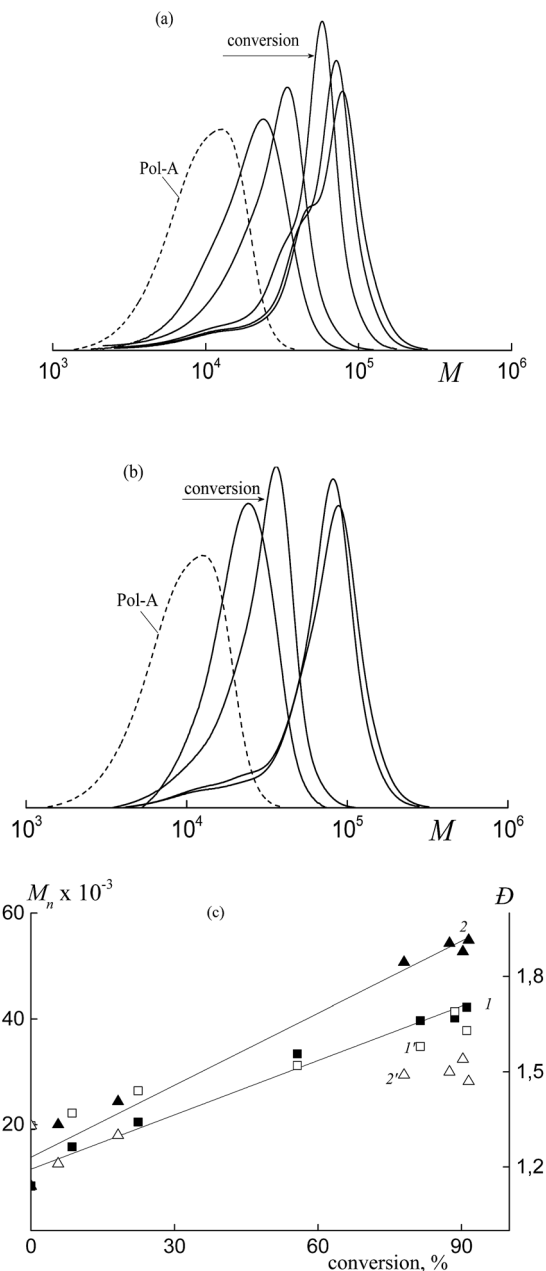 (a)
conversion
Pol-A
10³ 10⁴ 10⁵ M 10⁶
(b)
conversion
Pol-A
10³ 10⁴ 10⁵ M 10⁶
Mₙ x 10⁻³ (c) Đ
60
2
1,8
40
1
1'
1,5
2'
20
1,2
0 30 60 90
conversion, %